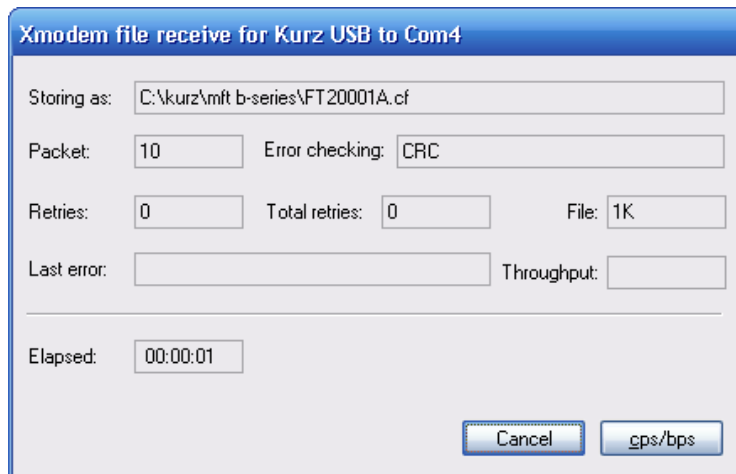 Xmodem file receive for Kurz USB to Com4
Storing as: C:\kurz\mft b-series\FT20001A.cf
Packet: 10 Error checking: CRC
Retries: 0 Total retries: 0 File: 1K
Last error: Throughput:
Elapsed: 00:00:01
Cancel cps/bps